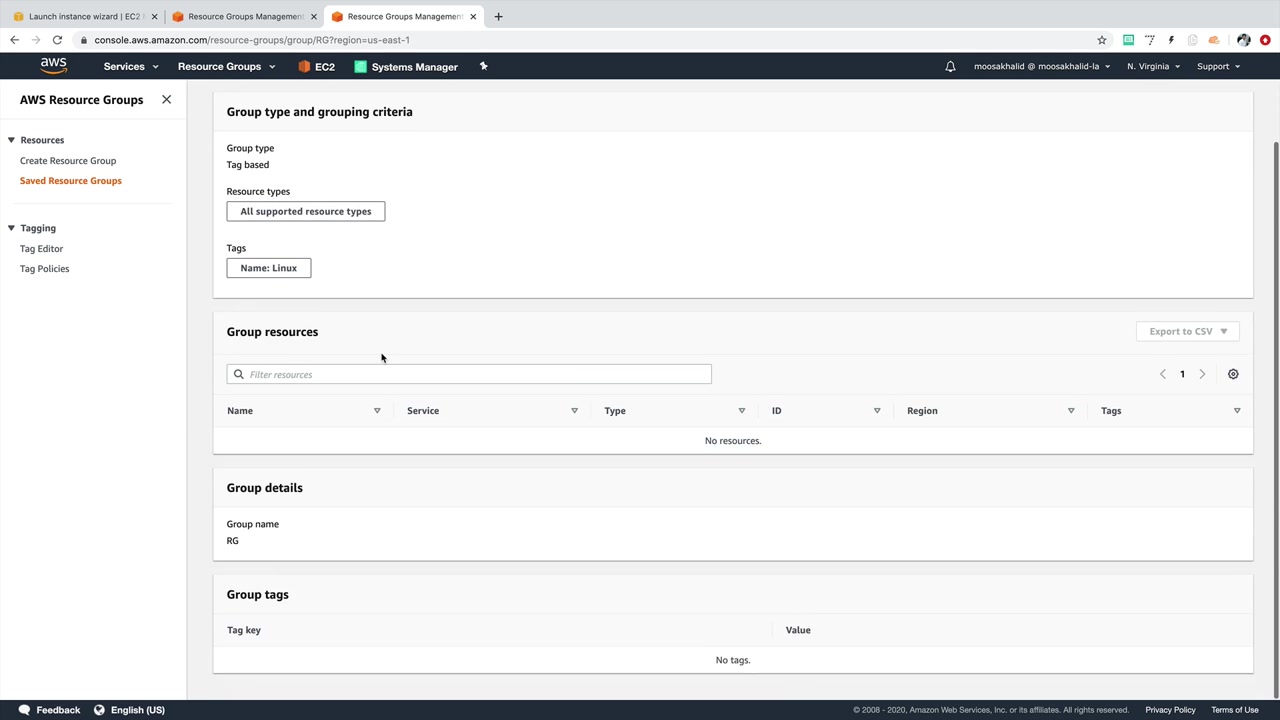 Launch instance wizard | EC2
Resource Groups Management
Resource Groups Management
console.aws.amazon.com/resource-groups/group/RG?region=us-east-1
aws
Services
Resource Groups
EC2
Systems Manager
moosakhalid @ moosakhalid-la
N. Virginia
Support
AWS Resource Groups
Resources
Create Resource Group
Saved Resource Groups
Tagging
Tag Editor
Tag Policies
Group type and grouping criteria
Group type
Tag based
Resource types
All supported resource types
Tags
Name: Linux
Group resources
Export to CSV
Filter resources
1
Name
Service
Type
ID
Region
Tags
No resources.
Group details
Group name
RG
Group tags
Tag key
Value
No tags.
Feedback
English (US)
© 2008 - 2020, Amazon Web Services, Inc. or its affiliates. All rights reserved.
Privacy Policy
Terms of Use